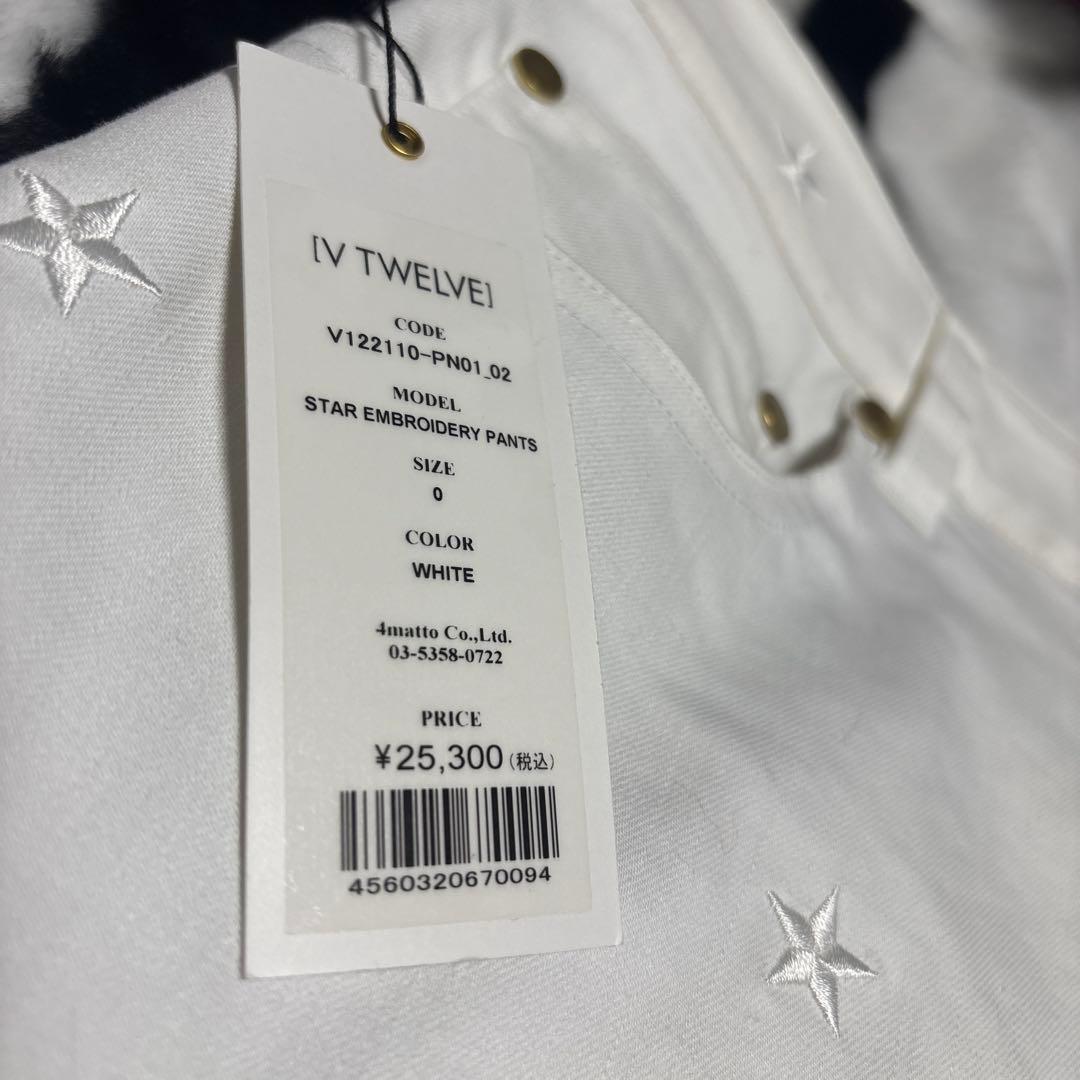 [V TWELVE]
CODE
V122110-PN01_02
MODEL
STAR EMBROIDERY PANTS
SIZE
0
COLOR
WHITE
4matto Co.,Ltd.
03-5358-0722
PRICE
¥25,300(税込)
4560320670094